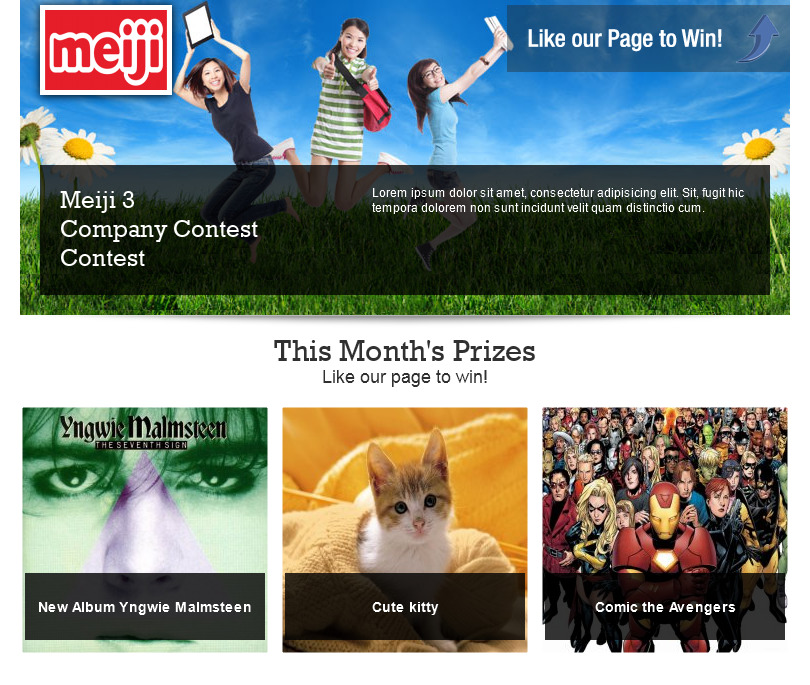 meiji
Like our Page to Win!
Meiji 3
Company Contest
Contest
Lorem ipsum dolor sit amet, consectetur adipisicing elit. Sit, fugit hic
tempora dolorem non sunt incidunt velit quam distinctio cum.
This Month's Prizes
Like our page to win!
Yngwie Malmsteen
THE SEVENTH SIGN
New Album Yngwie Malmsteen
Cute kitty
Comic the Avengers